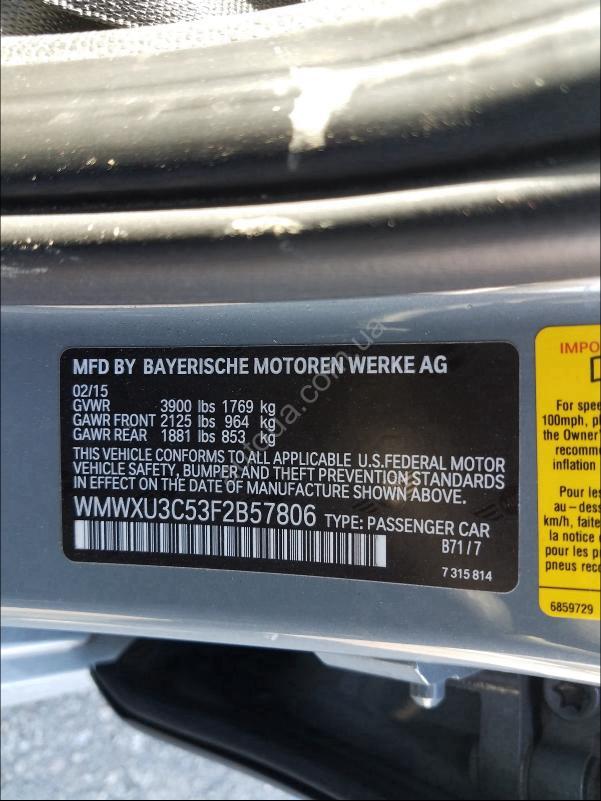 MFD BY BAYERISCHE MOTOREN WERKE AG
02/15
GVWR 3900 lbs 1769 kg
GAWR FRONT 2125 lbs 964 kg
GAWR REAR 1881 lbs 853 kg
THIS VEHICLE CONFORMS TO ALL APPLICABLE U.S.FEDERAL MOTOR
VEHICLE SAFETY, BUMPER AND THEFT PREVENTION STANDARDS
IN EFFECT ON THE DATE OF MANUFACTURE SHOWN ABOVE.
WMWXU3C53F2B57806 TYPE: PASSENGER CAR
B71/7
7 315 814
IMPO
For spee
100mph, pl
the Owner'
recomme
inflation
Pour les
au – dess
km/h, faite
la notice
pour les p
pneus reco
6859729